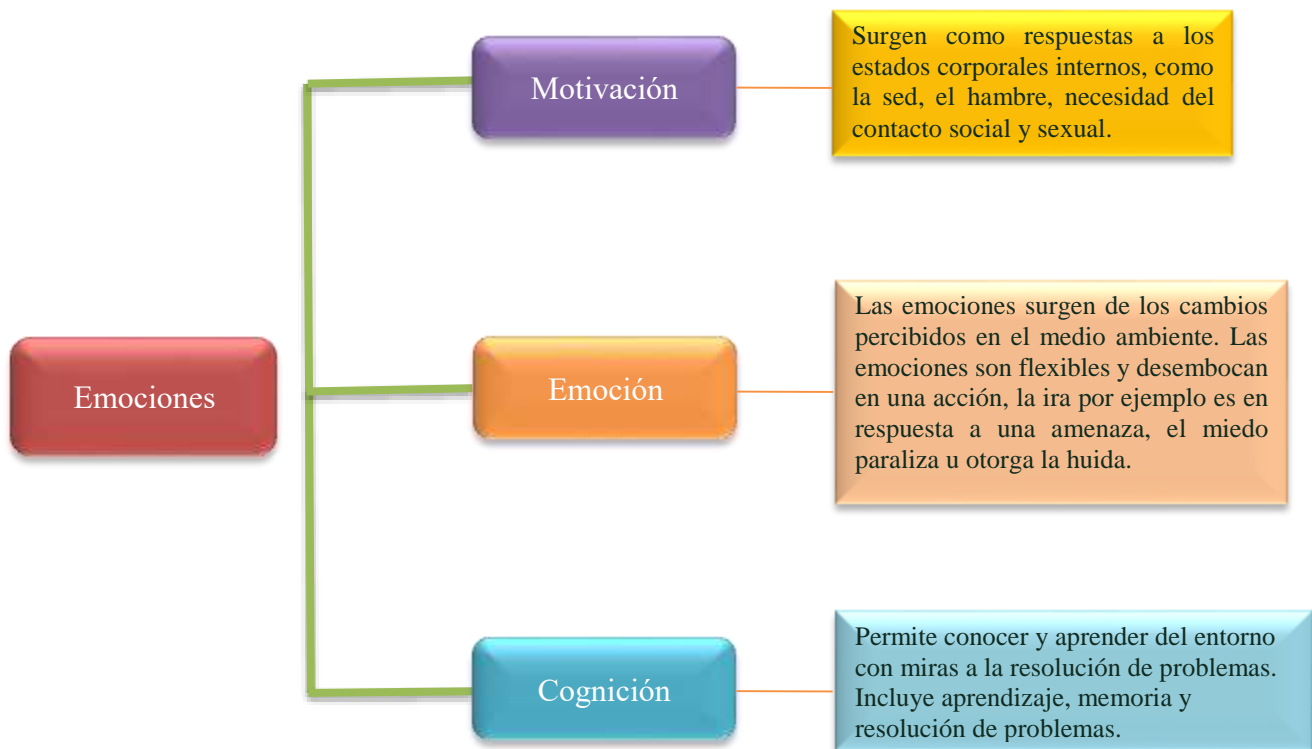 Emociones
Motivación
Surgen como respuestas a los
estados corporales internos, como
la sed, el hambre, necesidad del
contacto social y sexual.
Emoción
Las emociones surgen de los cambios
percibidos en el medio ambiente. Las
emociones son flexibles y desembocan
en una acción, la ira por ejemplo es en
respuesta a una amenaza, el miedo
paraliza u otorga la huida.
Cognición
Permite conocer y aprender del entorno
con miras a la resolución de problemas.
Incluye aprendizaje, memoria y
resolución de problemas.